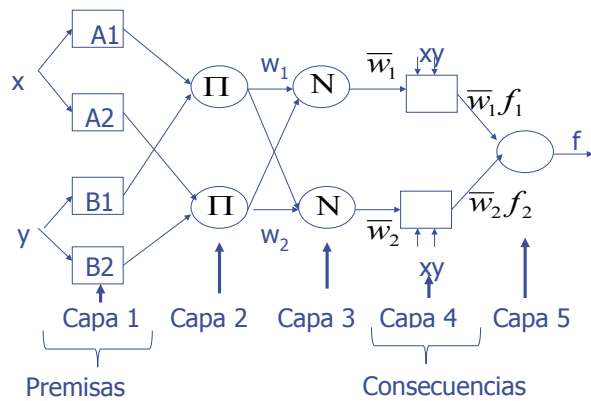 A1
x
A2
B1
y
B2
Π
Π
w₁
w₂
N
N
w̅₁
w̅₂
xy
xy
w̅₁f₁
w̅₂f₂
f
Capa 1
Capa 2
Capa 3
Capa 4
Capa 5
Premisas
Consecuencias